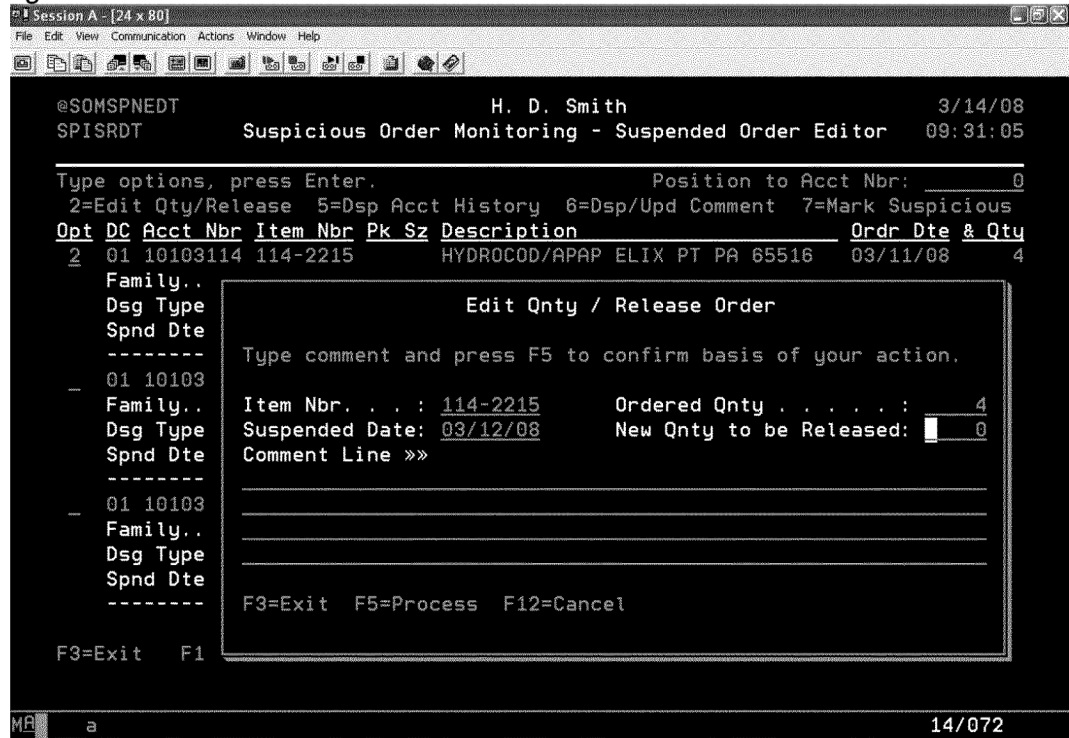 Session A - [24 x 80]
File Edit View Communication Actions Window Help
@SOMSPNEDT H. D. Smith 3/14/08
SPISRDT Suspicious Order Monitoring - Suspended Order Editor 09:31:05
Type options, press Enter. Position to Acct Nbr: 0
2=Edit Qty/Release 5=Dsp Acct History 6=Dsp/Upd Comment 7=Mark Suspicious
Opt DC Acct Nbr Item Nbr Pk Sz Description Ordr Dte & Qty
2 01 10103114 114-2215 HYDROCOD/APAP ELIX PT PA 65516 03/11/08 4
Family..
Dsg Type Edit Qnty / Release Order
Spnd Dte
-------- Type comment and press F5 to confirm basis of your action.
_ 01 10103
Family.. Item Nbr. . . : 114-2215 Ordered Qnty . . . . . . : 4
Dsg Type Suspended Date: 03/12/08 New Qnty to be Released: 0
Spnd Dte Comment Line »»
--------
_ 01 10103
Family..
Dsg Type
Spnd Dte
-------- F3=Exit F5=Process F12=Cancel
F3=Exit F1
MA a 14/072